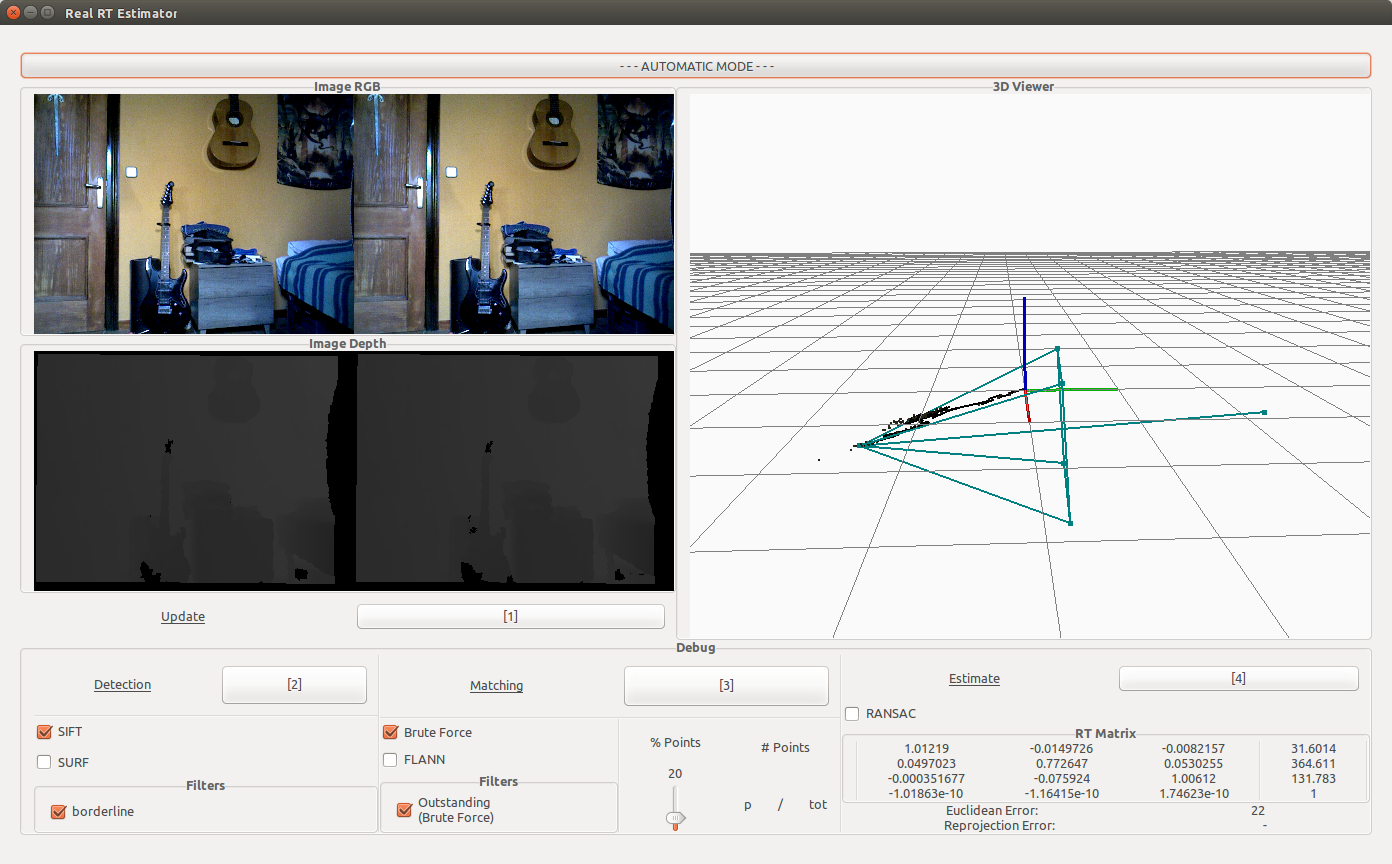 Real RT Estimator
- - - AUTOMATIC MODE - - -
Image RGB
3D Viewer
Image Depth
Update
[1]
Debug
Detection
[2]
Matching
[3]
Estimate
[4]
SIFT
SURF
Filters
borderline
Brute Force
FLANN
Filters
Outstanding
(Brute Force)
% Points
# Points
20
p / tot
RANSAC
RT Matrix
1.01219 -0.0149726 -0.0082157 31.6014
0.0497023 0.772647 0.0530255 364.611
-0.000351677 -0.075924 1.00612 131.783
-1.01863e-10 -1.16415e-10 1.74623e-10 1
Euclidean Error: 22
Reprojection Error: -